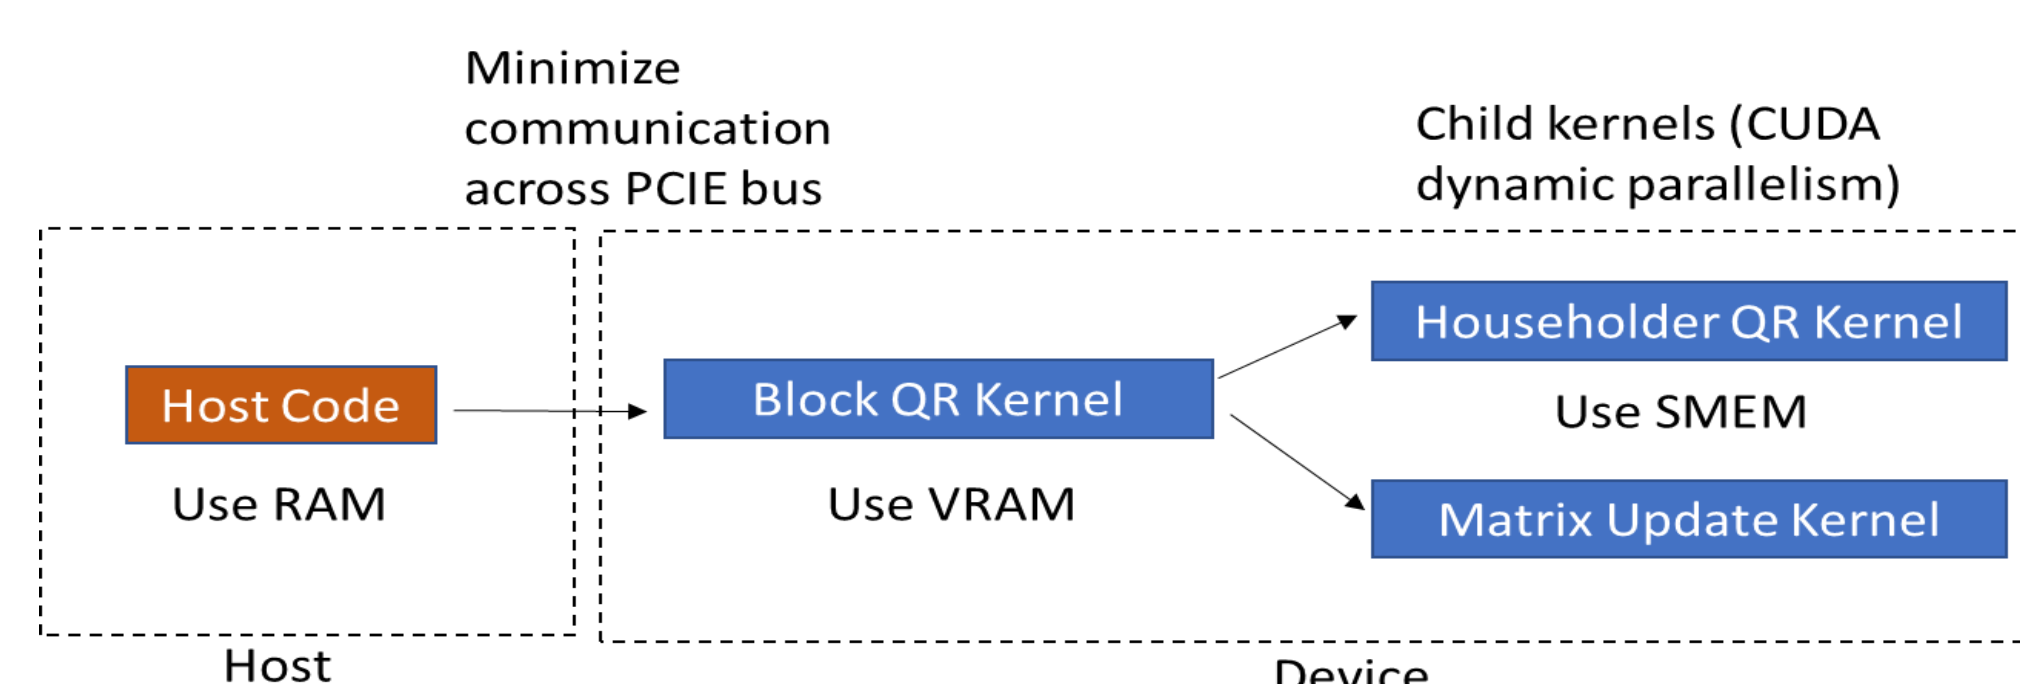 Minimize
communication
across PCIE bus
Child kernels (CUDA
dynamic parallelism)
Host Code
Use RAM
Host
Block QR Kernel
Use VRAM
Householder QR Kernel
Use SMEM
Matrix Update Kernel
Device